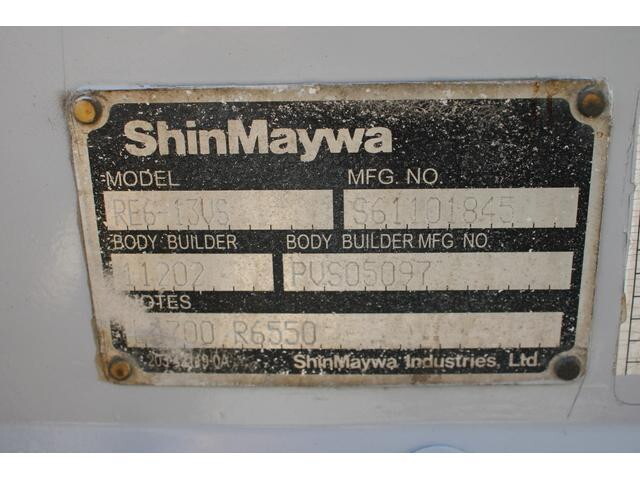 ShinMaywa
MODEL MFG. NO.
RE6-13VS S61101845
BODY BUILDER BODY BUILDER MFG. NO.
11202 PVS05097
NOTES
R6550
ShinMaywa Industries, Ltd.